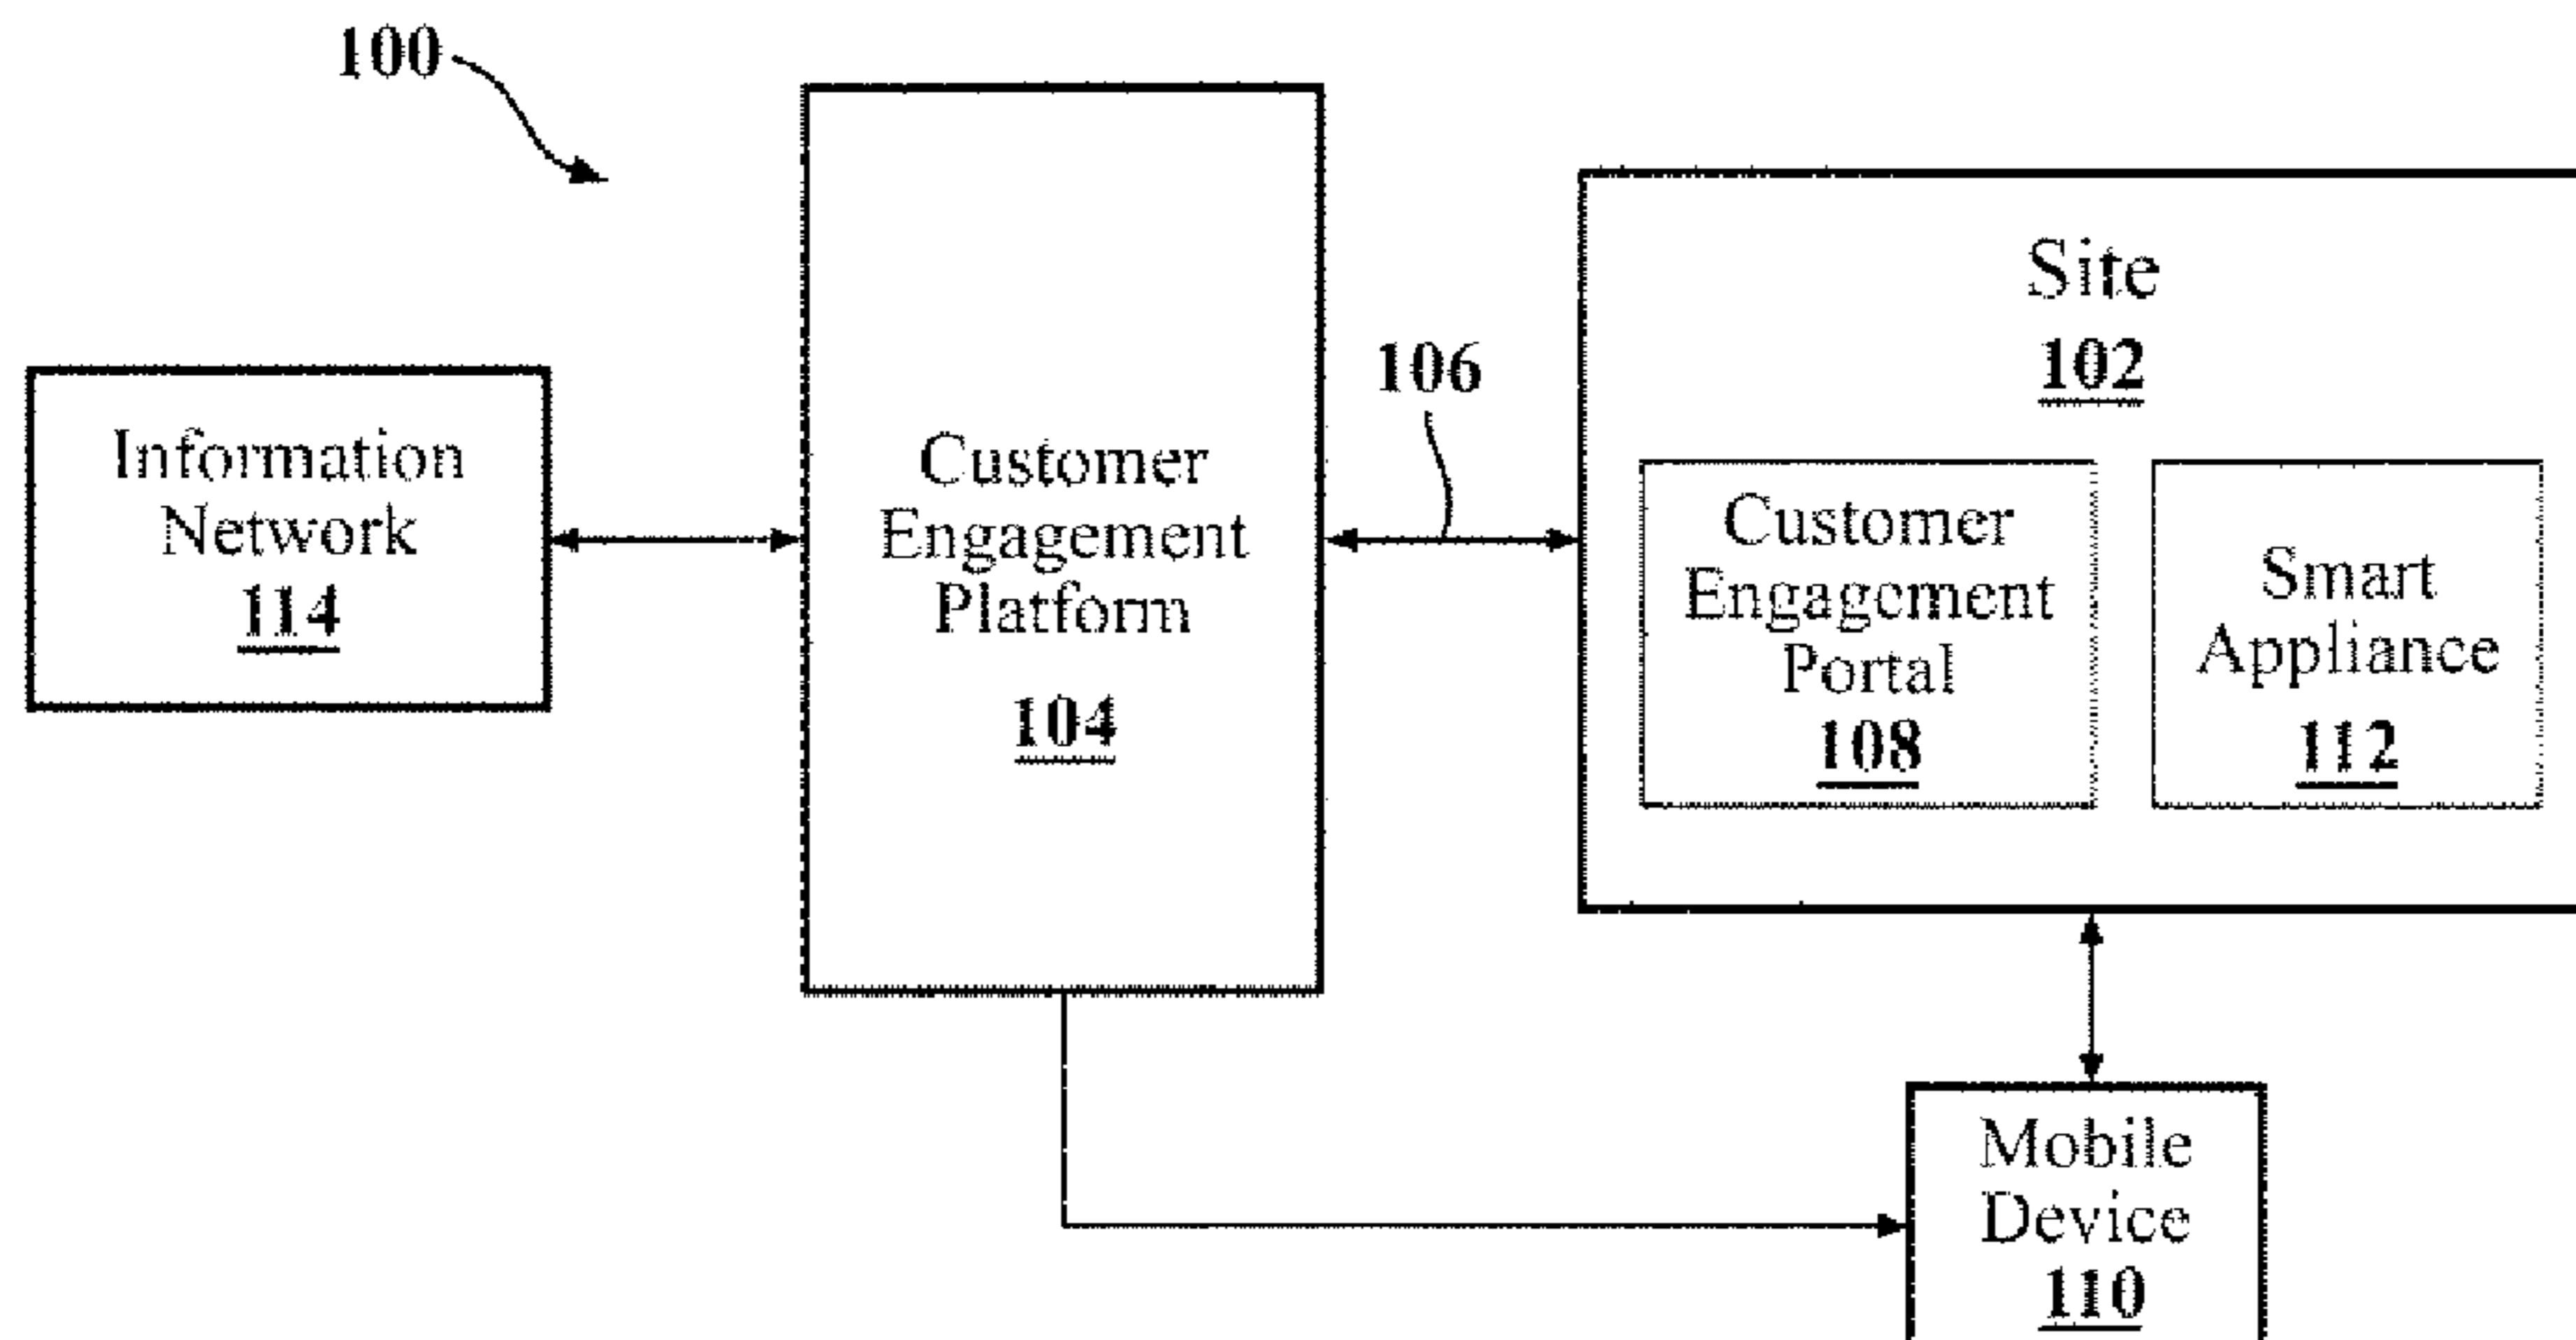 100
Information
Network
114
Customer
Engagement
Platform
104
106
Site
102
Customer
Engagement
Portal
108
Smart
Appliance
112
Mobile
Device
110